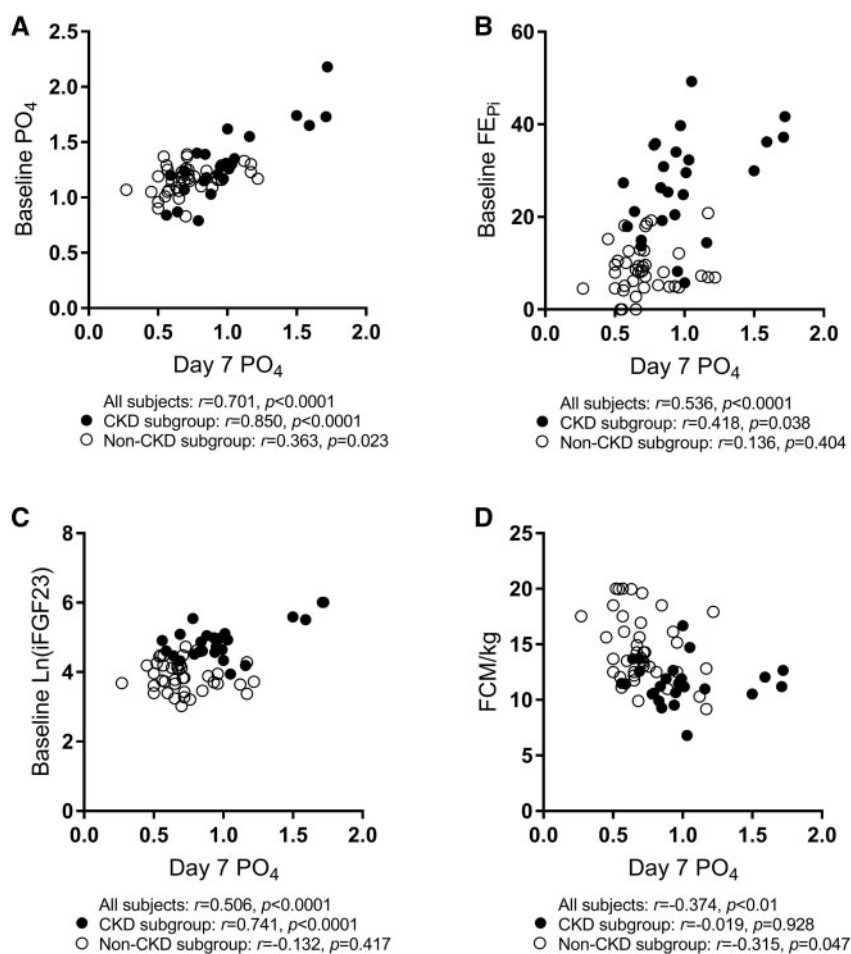 A
2.5
2.0
1.5
1.0
0.5
0.0
Baseline PO4
0.0 0.5 1.0 1.5 2.0
Day 7 PO4
All subjects: r=0.701, p<0.0001
● CKD subgroup: r=0.850, p<0.0001
○ Non-CKD subgroup: r=0.363, p=0.023
B
60
40
20
0
Baseline FEPi
0.0 0.5 1.0 1.5 2.0
Day 7 PO4
All subjects: r=0.536, p<0.0001
● CKD subgroup: r=0.418, p=0.038
○ Non-CKD subgroup: r=0.136, p=0.404
C
8
6
4
2
0
Baseline Ln(iFGF23)
0.0 0.5 1.0 1.5 2.0
Day 7 PO4
All subjects: r=0.506, p<0.0001
● CKD subgroup: r=0.741, p<0.0001
○ Non-CKD subgroup: r=-0.132, p=0.417
D
25
20
15
10
5
0
FCM/kg
0.0 0.5 1.0 1.5 2.0
Day 7 PO4
All subjects: r=-0.374, p<0.01
● CKD subgroup: r=-0.019, p=0.928
○ Non-CKD subgroup: r=-0.315, p=0.047